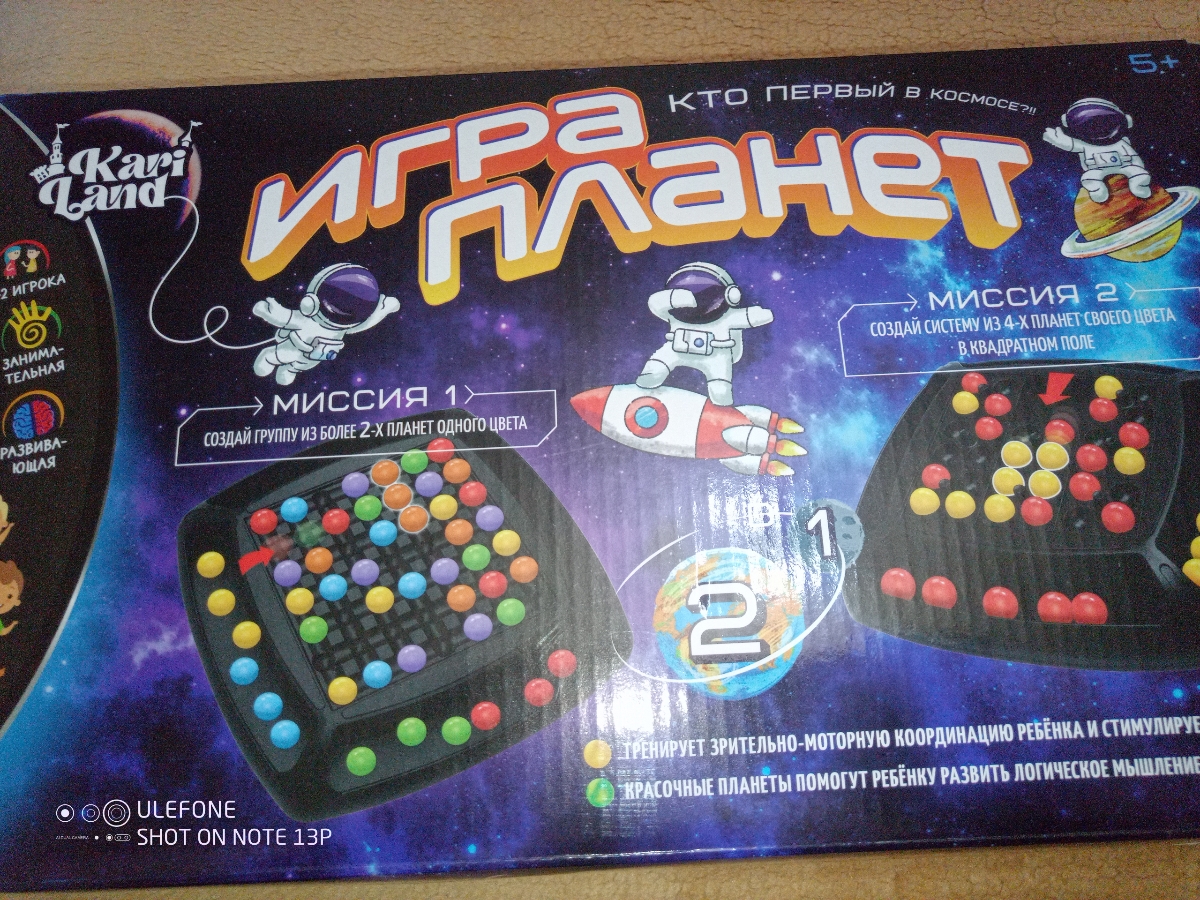 5+
КТО ПЕРВЫЙ В КОСМОСЕ?!!
Kari
Land
ИГРА
ПЛАНЕТ
2 ИГРОКА
ЗАНИМА-
ТЕЛЬНАЯ
РАЗВИВА-
ЮЩАЯ
МИССИЯ 1
СОЗДАЙ ГРУППУ ИЗ БОЛЕЕ 2-Х ПЛАНЕТ ОДНОГО ЦВЕТА
МИССИЯ 2
СОЗДАЙ СИСТЕМУ ИЗ 4-Х ПЛАНЕТ СВОЕГО ЦВЕТА
В КВАДРАТНОМ ПОЛЕ
2
В 1
ТРЕНИРУЕТ ЗРИТЕЛЬНО-МОТОРНУЮ КООРДИНАЦИЮ РЕБЁНКА И СТИМУЛИРУЕ
КРАСОЧНЫЕ ПЛАНЕТЫ ПОМОГУТ РЕБЁНКУ РАЗВИТЬ ЛОГИЧЕСКОЕ МЫШЛЕНИЕ
ULEFONE
SHOT ON NOTE 13P